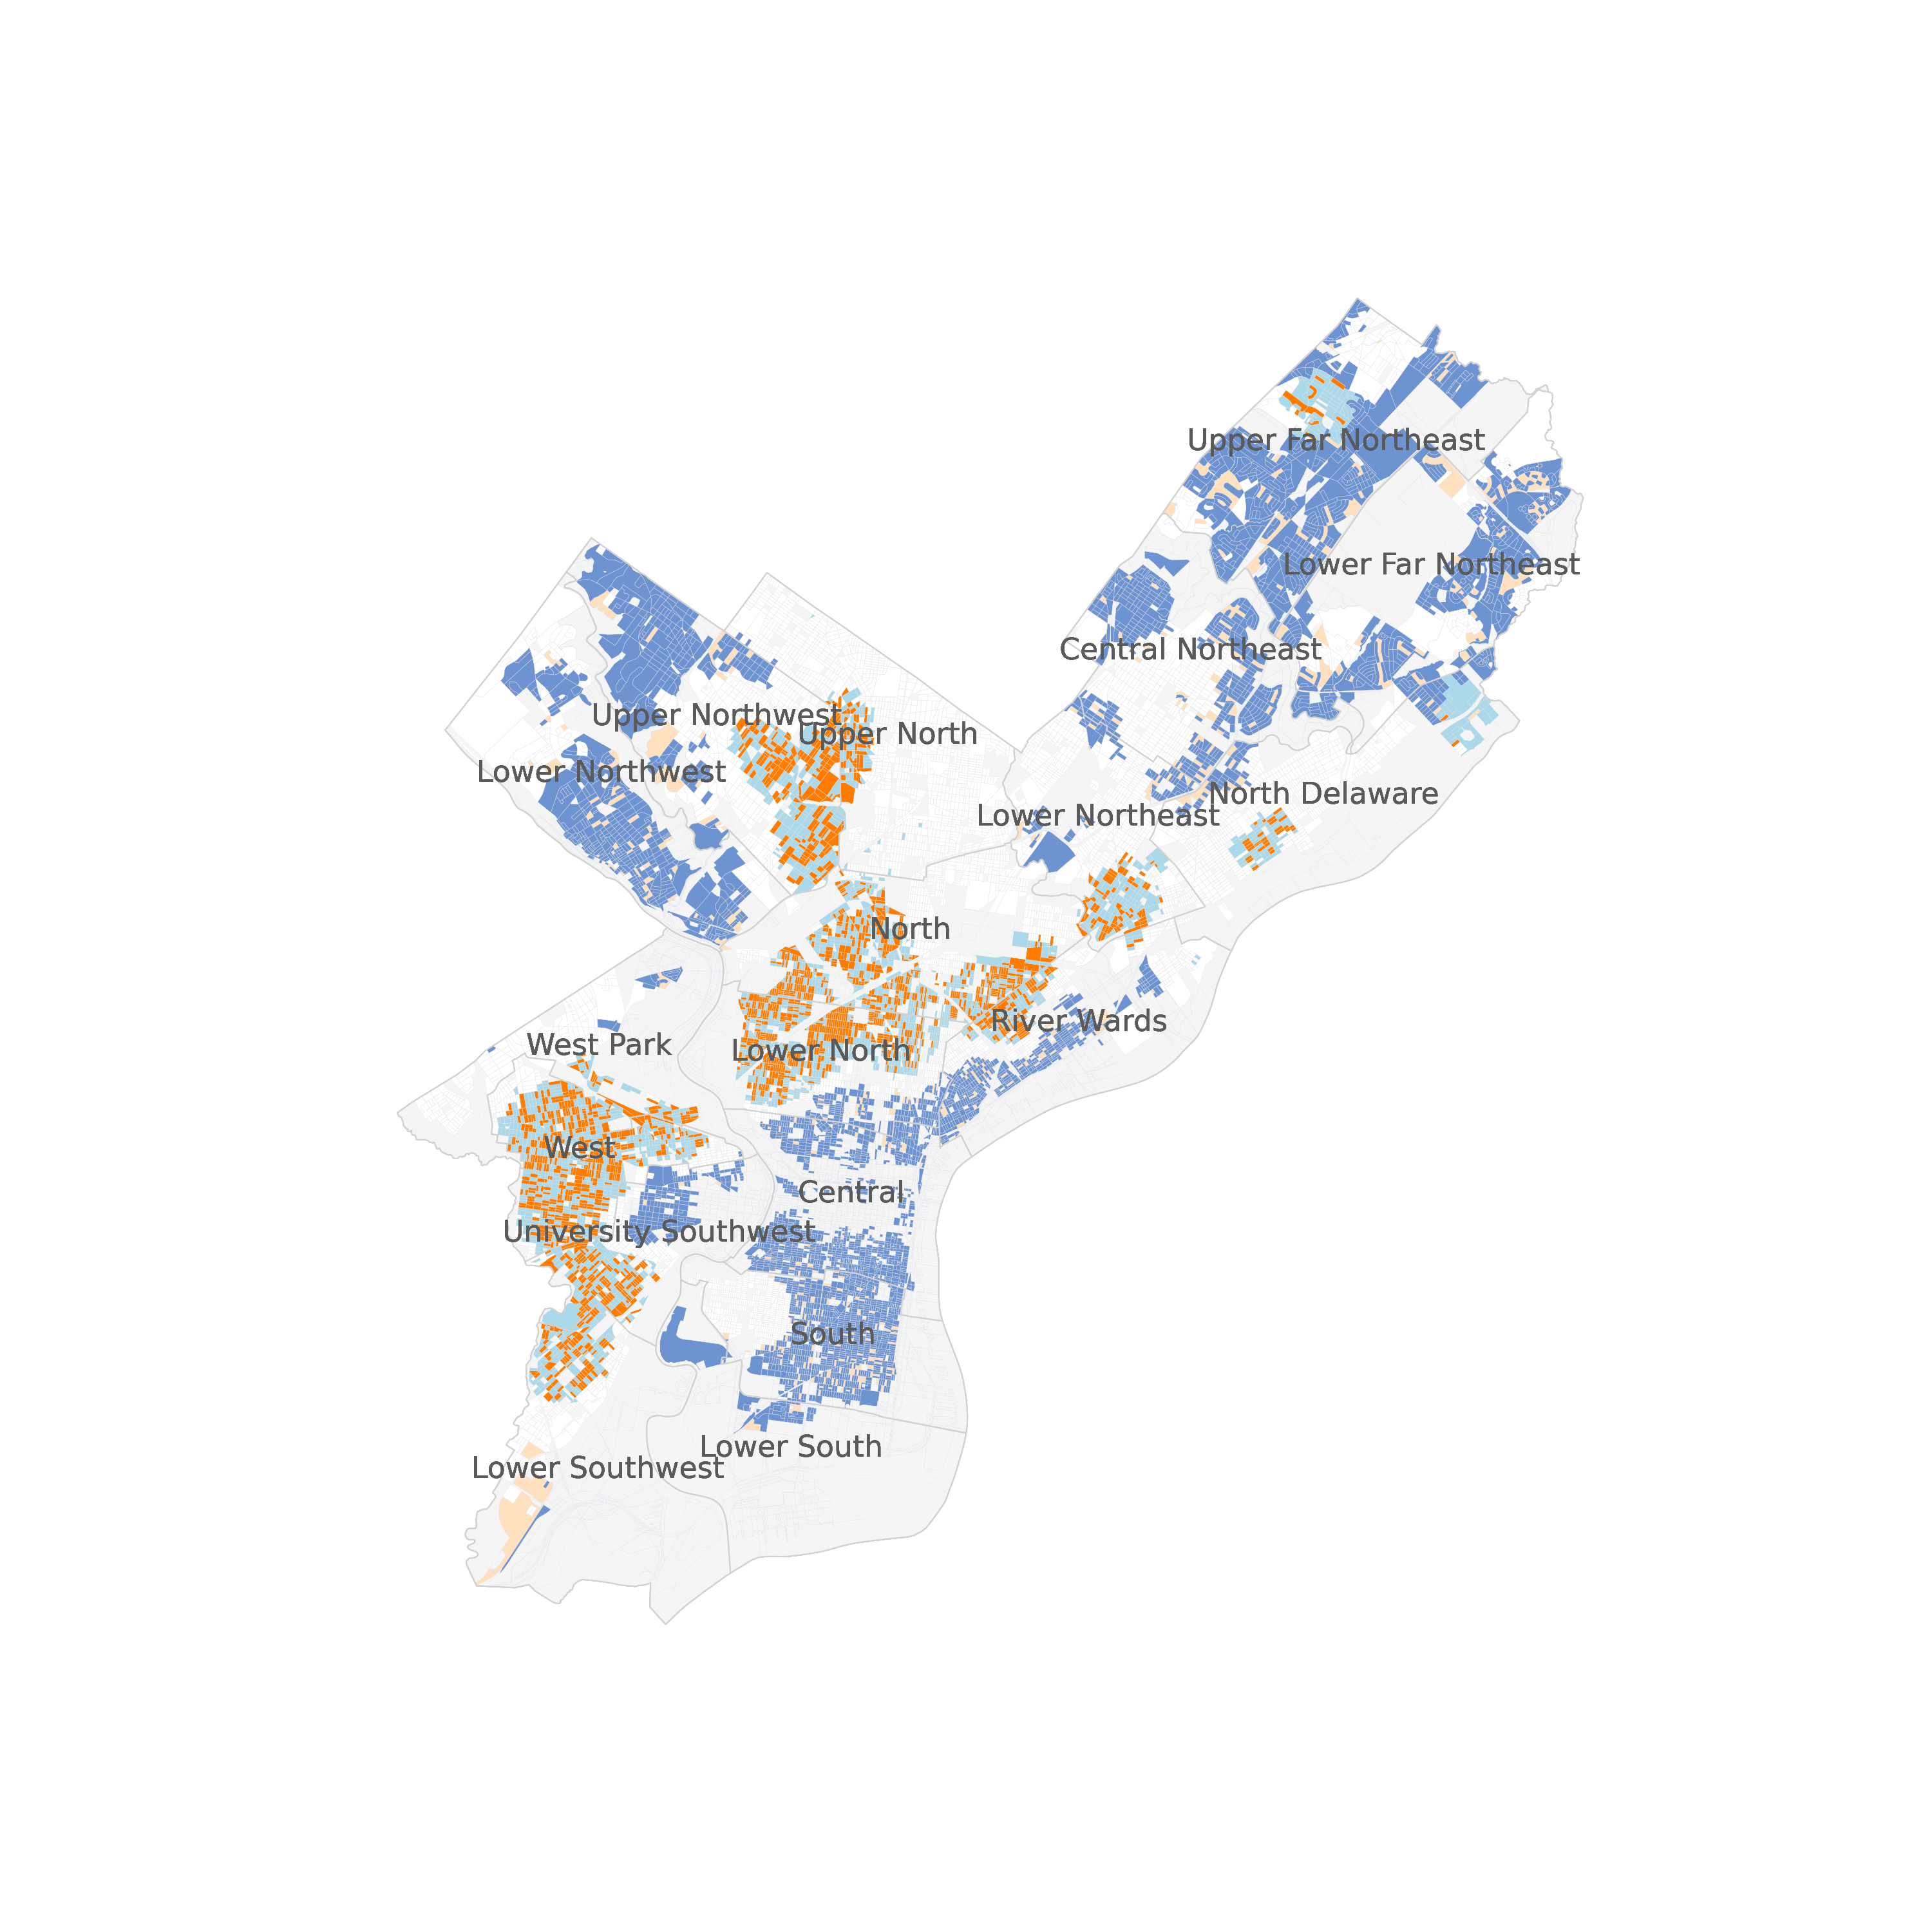 Upper Far Northeast
Lower Far Northeast
Central Northeast
Upper Northwest
Upper North
Lower Northwest
North Delaware
Lower Northeast
North
River Wards
West Park
Lower North
West
Central
University Southwest
South
Lower South
Lower Southwest